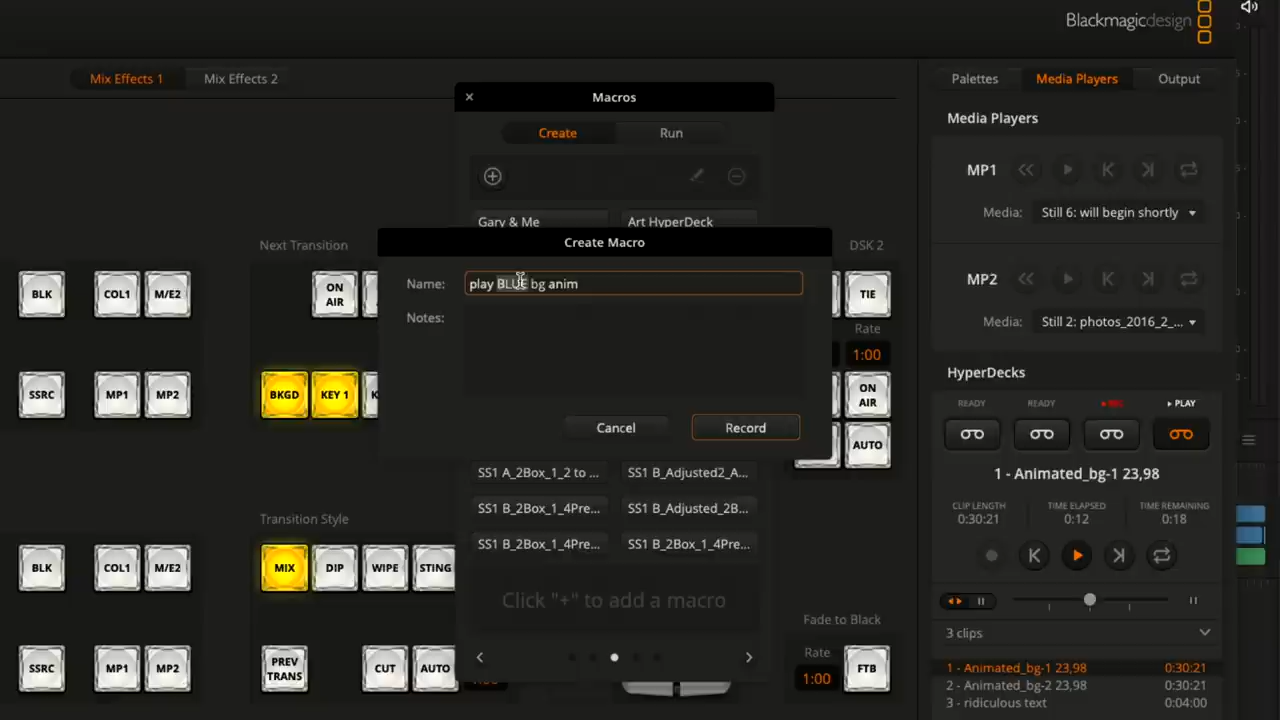 Blackmagicdesign
Mix Effects 1
Mix Effects 2
Palettes
Media Players
Output
Macros
Create
Run
Gary & Me
Art HyperDeck
Create Macro
Name:
play BLUE bg anim
Notes:
Cancel
Record
SS1 A_2Box_1_2 to ...
SS1 B_Adjusted2_A...
SS1 B_2Box_1_4Pre...
SS1 B_Adjusted_2B...
SS1 B_2Box_1_4Pre...
SS1 B_2Box_1_4Pre...
Click "+" to add a macro
Next Transition
BLK
COL1
M/E2
ON AIR
SSRC
MP1
MP2
BKGD
KEY 1
Transition Style
BLK
COL1
M/E2
MIX
DIP
WIPE
STING
SSRC
MP1
MP2
PREV TRANS
CUT
AUTO
DSK 2
TIE
Rate
1:00
ON AIR
AUTO
Fade to Black
Rate
1:00
FTB
Media Players
MP1
Media:
Still 6: will begin shortly
MP2
Media:
Still 2: photos_2016_2_...
HyperDecks
READY
READY
REC
PLAY
1 - Animated_bg-1 23,98
CLIP LENGTH
0:30:21
TIME ELAPSED
0:12
TIME REMAINING
0:18
3 clips
1 - Animated_bg-1 23,98
0:30:21
2 - Animated_bg-2 23,98
0:30:21
3 - ridiculous text
0:04:00